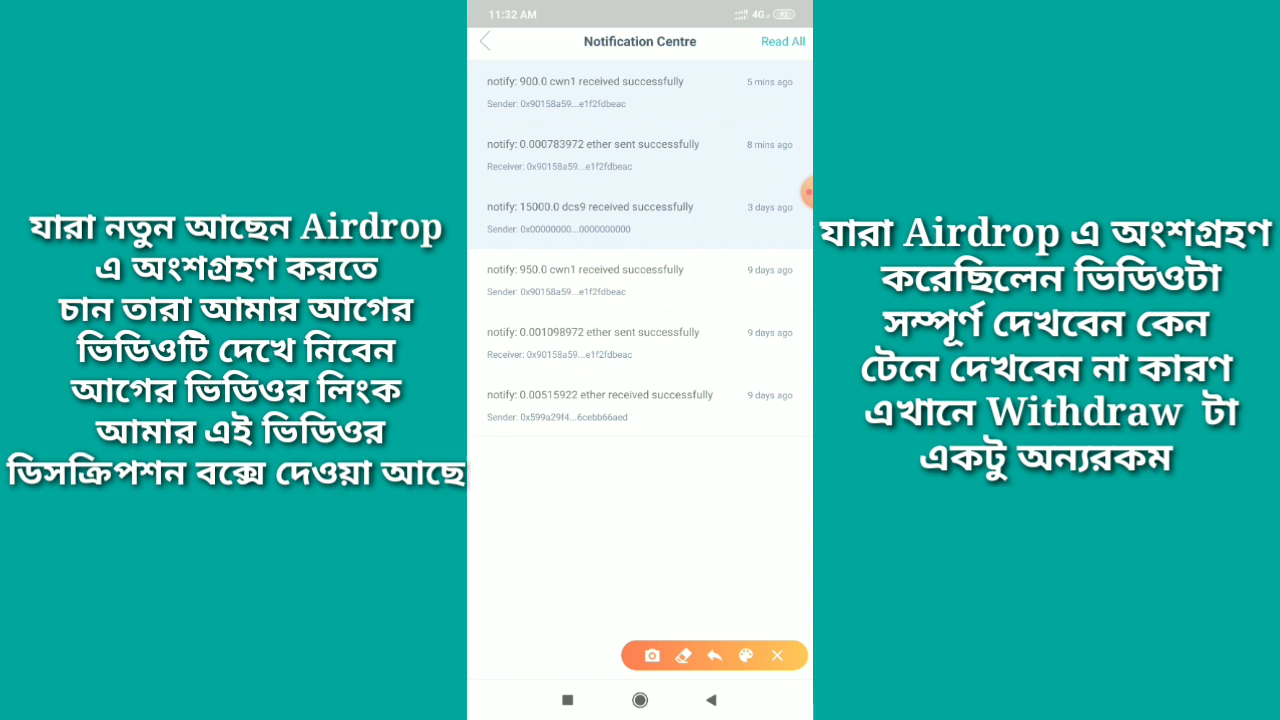 যারা নতুন আছেন Airdrop
এ অংশগ্রহণ করতে
চান তারা আমার আগের
ভিডিওটি দেখে নিবেন
আগের ভিডিওর লিংক
আমার এই ভিডিওর
ডিসক্রিপশন বক্সে দেওয়া আছে
11:32 AM
4G
92
Notification Centre
Read All
notify: 900.0 cwn1 received successfully
5 mins ago
Sender: 0x90158a59...e1f2fdbeac
notify: 0.000783972 ether sent successfully
8 mins ago
Receiver: 0x90158a59...e1f2fdbeac
notify: 15000.0 dcs9 received successfully
3 days ago
Sender: 0x00000000...0000000000
notify: 950.0 cwn1 received successfully
9 days ago
Sender: 0x90158a59...e1f2fdbeac
notify: 0.001098972 ether sent successfully
9 days ago
Receiver: 0x90158a59...e1f2fdbeac
notify: 0.00515922 ether received successfully
9 days ago
Sender: 0x599a29f4...6cebb66aed
যারা Airdrop এ অংশগ্রহণ
করেছিলেন ভিডিওটা
সম্পূর্ণ দেখবেন কেন
টেনে দেখবেন না কারণ
এখানে Withdraw টা
একটু অন্যরকম